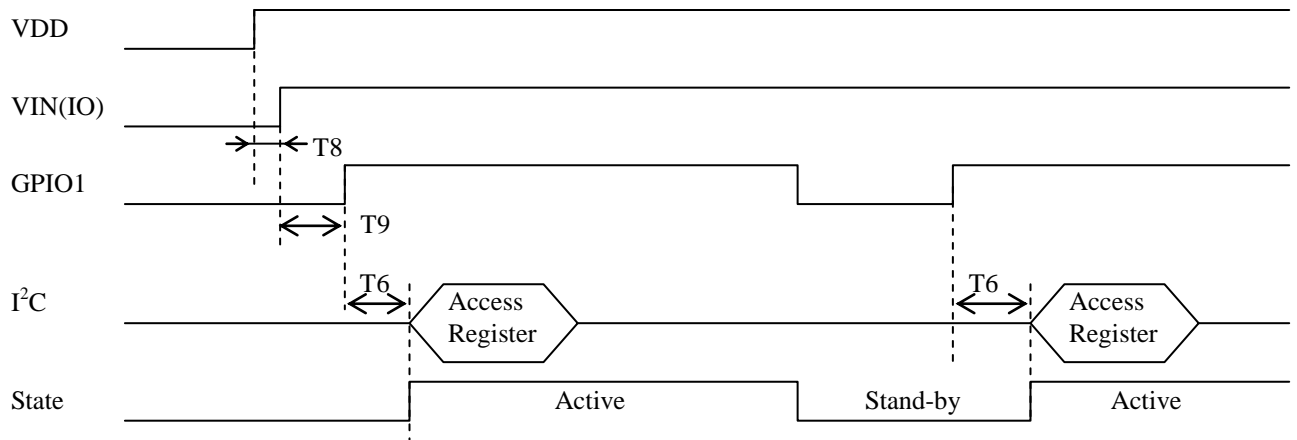 VDD
VIN(IO)
T8
GPIO1
T9
T6
T6
I²C
Access
Register
Access
Register
State
Active
Stand-by
Active